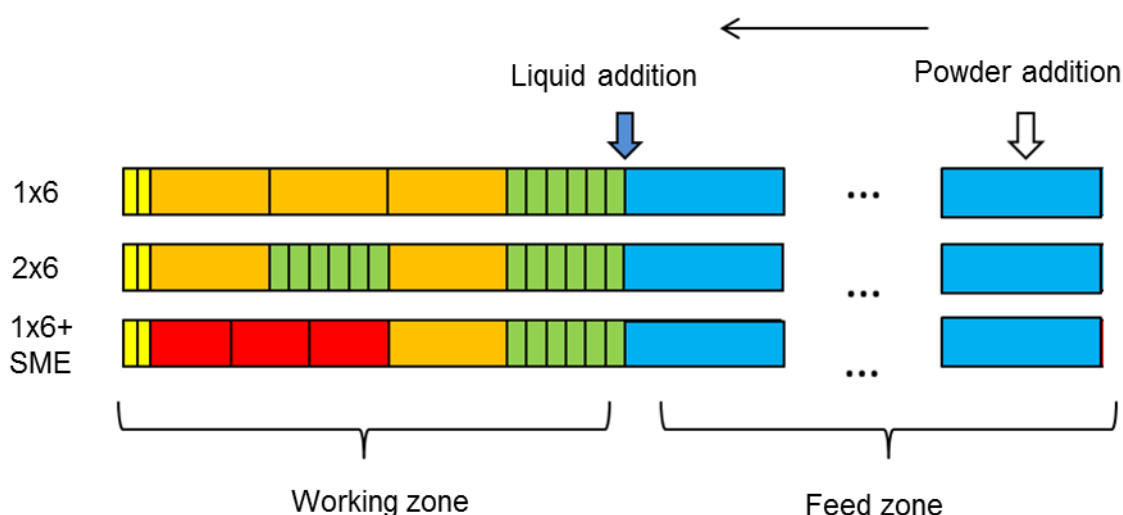 Liquid addition
Powder addition
1x6
...
2x6
...
1x6+
SME
...
Working zone
Feed zone